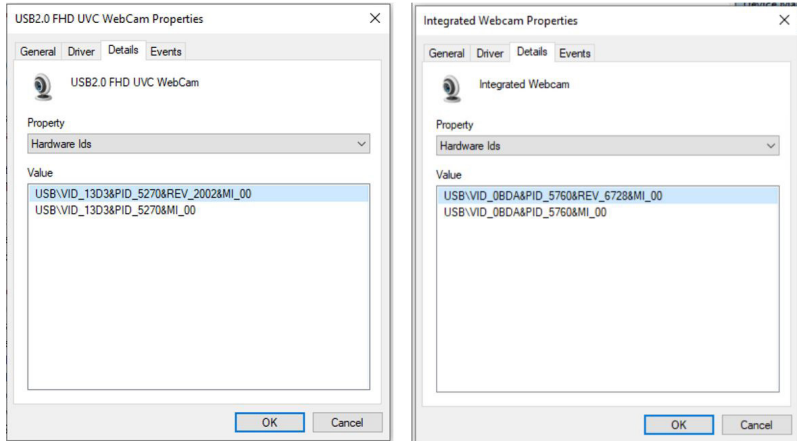 USB2.0 FHD UVC WebCam Properties
General Driver Details Events
USB2.0 FHD UVC WebCam
Property
Hardware Ids
Value
USB\VID_13D3&PID_5270&REV_2002&MI_00
USB\VID_13D3&PID_5270&MI_00
OK Cancel
Integrated Webcam Properties
General Driver Details Events
Integrated Webcam
Property
Hardware Ids
Value
USB\VID_0BDA&PID_5760&REV_6728&MI_00
USB\VID_0BDA&PID_5760&MI_00
OK Cancel